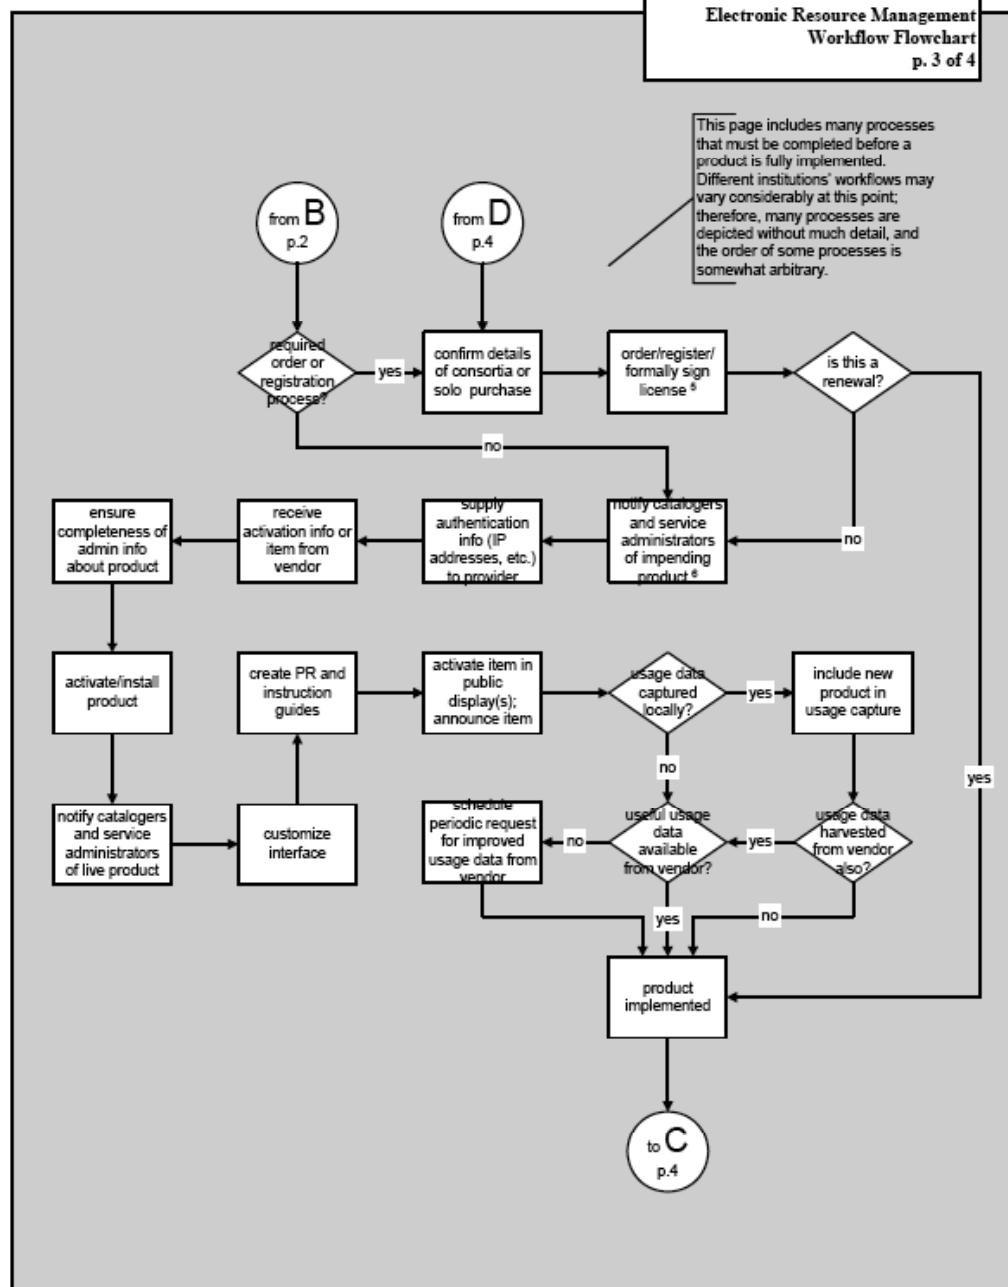 Electronic Resource Management
Workflow Flowchart
p. 3 of 4
This page includes many processes
that must be completed before a
product is fully implemented.
Different institutions' workflows may
vary considerably at this point;
therefore, many processes are
depicted without much detail, and
the order of some processes is
somewhat arbitrary.
from B
p.2
from D
p.4
required
order or
registration
process?
yes
confirm details
of consortia or
solo purchase
order/register/
formally sign
license 5
is this a
renewal?
no
no
yes
ensure
completeness of
admin info
about product
receive
activation info or
item from
vendor
supply
authentication
info (IP
addresses, etc.)
to provider
notify catalogers
and service
administrators
of impending
product 6
activate/install
product
create PR and
instruction
guides
activate item in
public
display(s);
announce item
usage data
captured
locally?
yes
include new
product in
usage capture
no
notify catalogers
and service
administrators
of live product
customize
interface
schedule
periodic request
for improved
usage data from
vendor
no
useful usage
data
available
from vendor?
yes
usage data
harvested
from vendor
also?
yes
no
product
implemented
to C
p.4